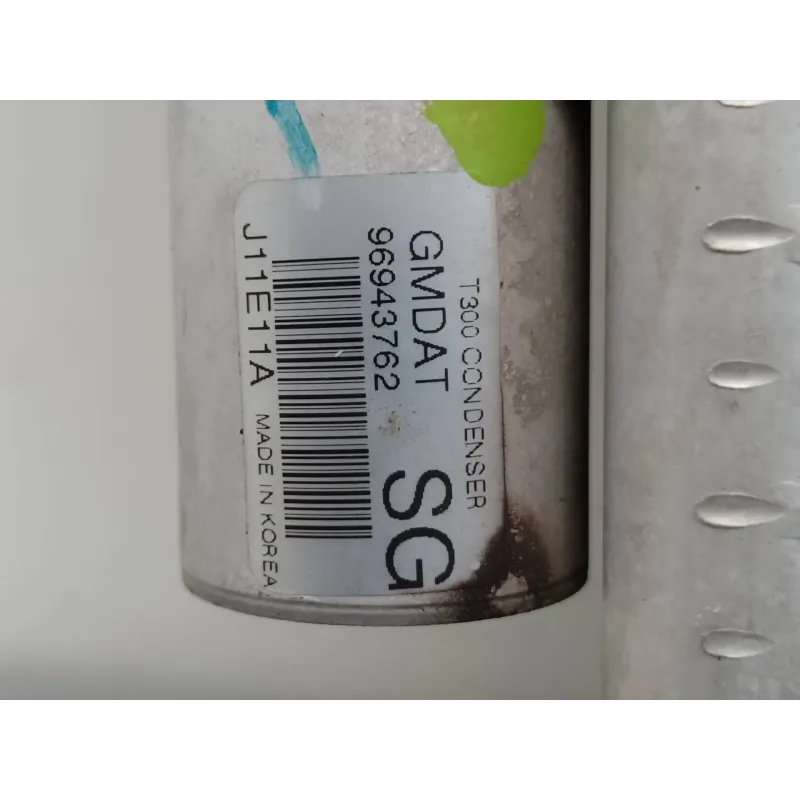 T300 CONDENSER
GMDAT SG
96943762
J11E11A MADE IN KOREA